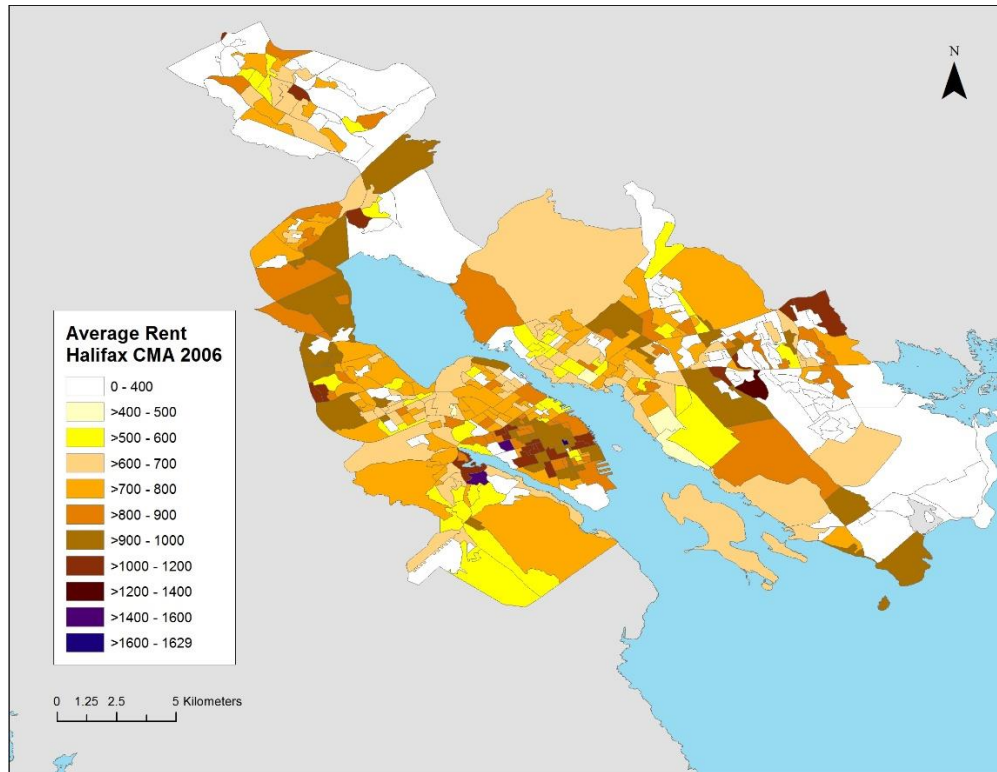 N
Average Rent
Halifax CMA 2006
0 - 400
>400 - 500
>500 - 600
>600 - 700
>700 - 800
>800 - 900
>900 - 1000
>1000 - 1200
>1200 - 1400
>1400 - 1600
>1600 - 1629
0 1.25 2.5 5 Kilometers